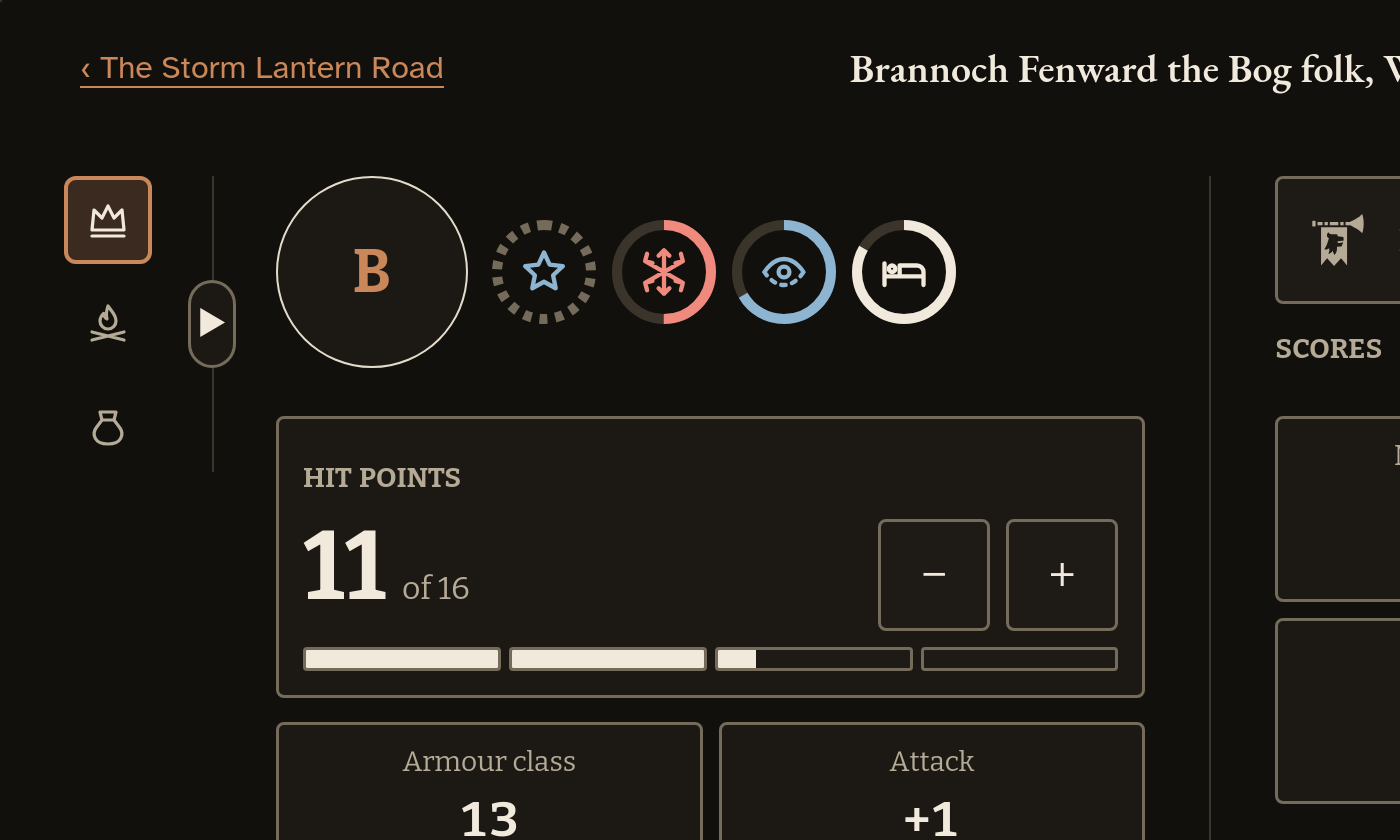 ‹ The Storm Lantern Road
Brannoch Fenward the Bog folk,
B
SCORES
HIT POINTS
11 of 16
− +
Armour class
13
Attack
+1